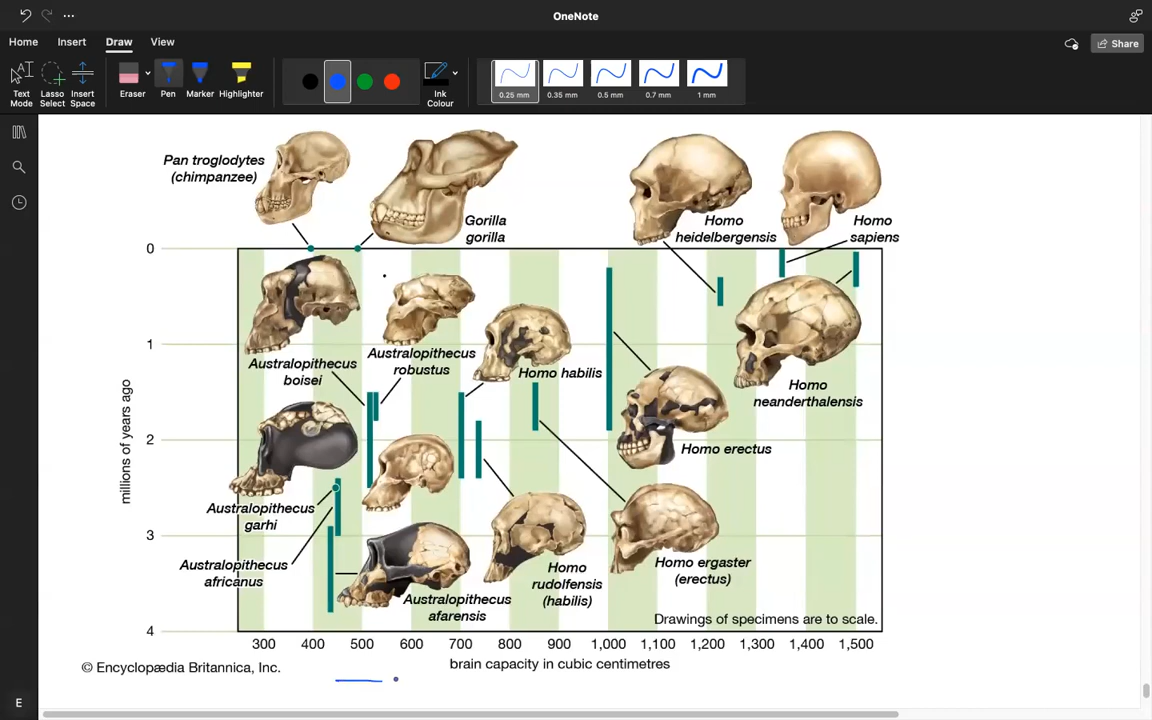 OneNote
Home Insert Draw View
Share
Text Mode
Lasso Select
Insert Space
Eraser
Pen
Marker
Highlighter
Ink Colour
0.25 mm
0.35 mm
0.5 mm
0.7 mm
1 mm
Pan troglodytes
(chimpanzee)
Gorilla
gorilla
Homo
heidelbergensis
Homo
sapiens
0
1
2
3
4
millions of years ago
Australopithecus
boisei
Australopithecus
robustus
Homo habilis
Homo
neanderthalensis
Homo erectus
Australopithecus
garhi
Australopithecus
africanus
Australopithecus
afarensis
Homo
rudolfensis
(habilis)
Homo ergaster
(erectus)
Drawings of specimens are to scale.
300 400 500 600 700 800 900 1,000 1,100 1,200 1,300 1,400 1,500
brain capacity in cubic centimetres
© Encyclopædia Britannica, Inc.
E